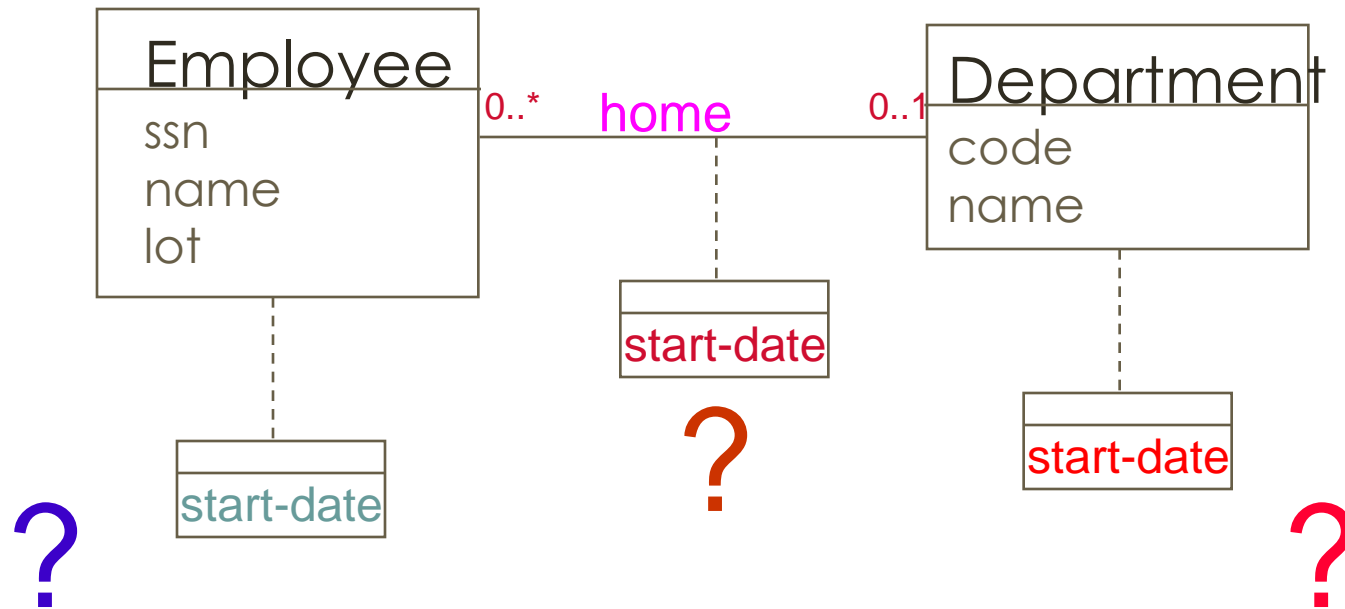 Employee
ssn
name
lot
0..*
home
0..1
Department
code
name
start-date
?
start-date
?
start-date
?